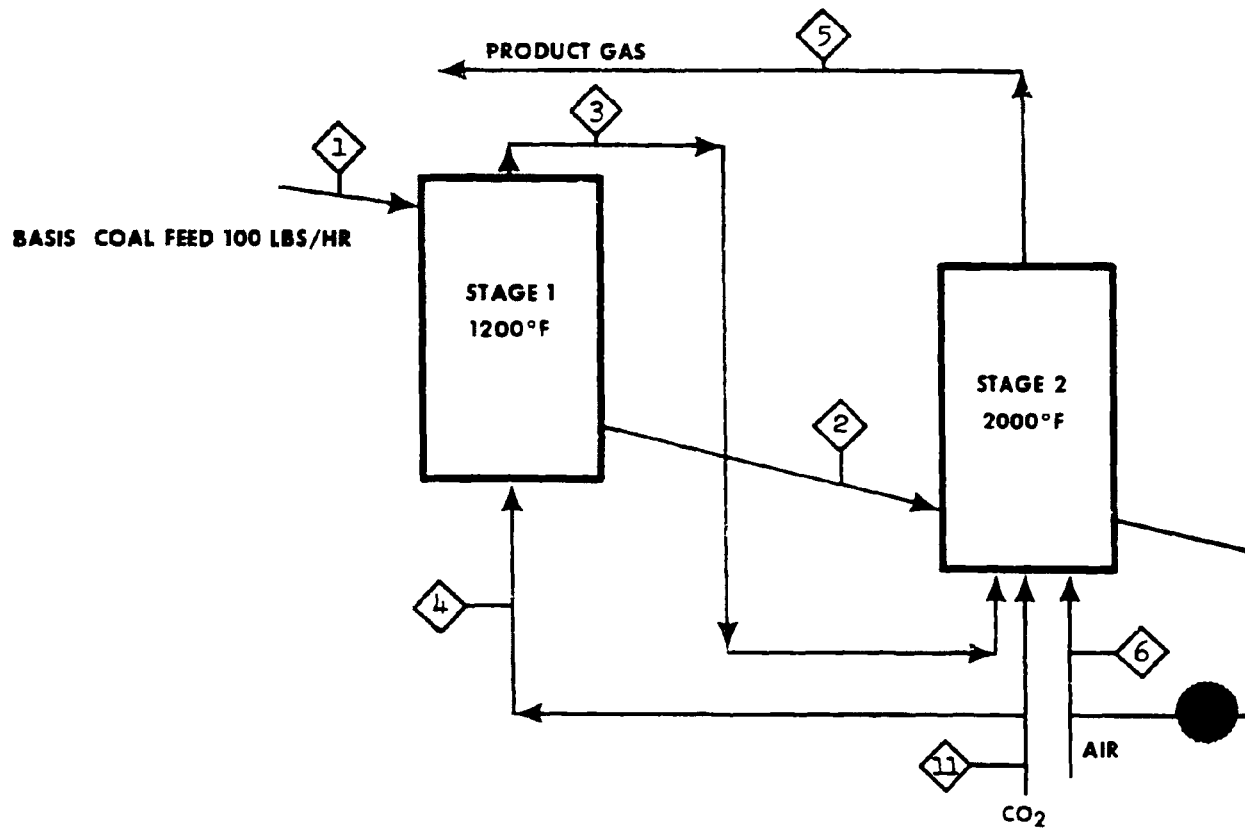 5
PRODUCT GAS
3
1
BASIS COAL FEED 100 LBS/HR
STAGE 1
1200°F
STAGE 2
2000°F
2
4
6
AIR
11
CO2